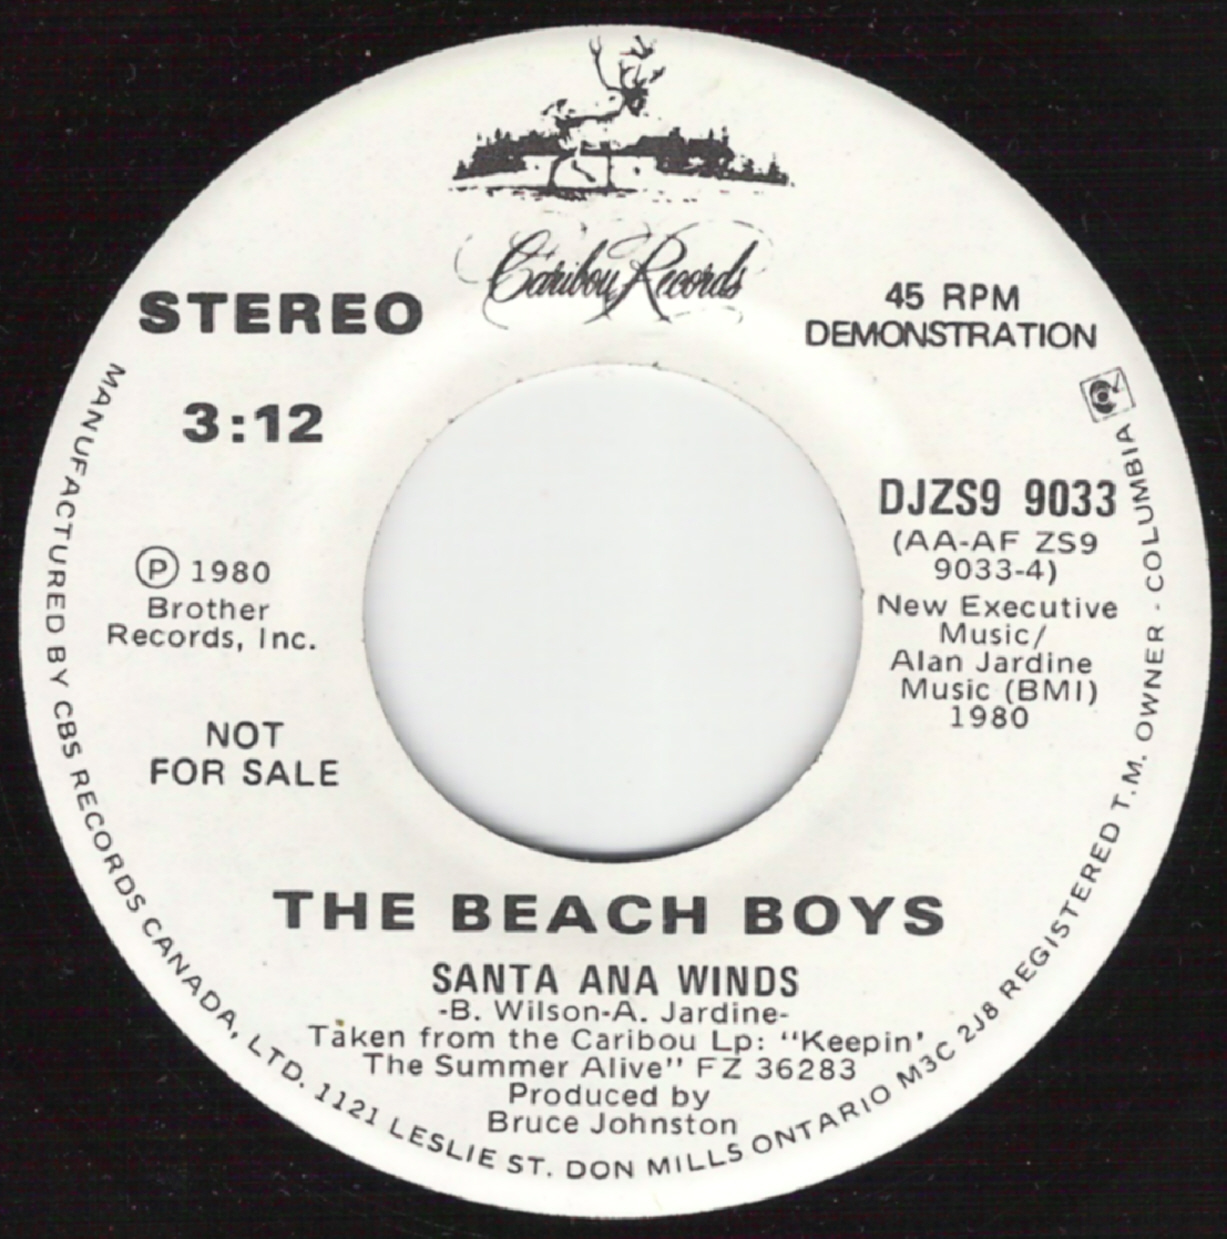 Caribou Records
STEREO
45 RPM
DEMONSTRATION
3:12
DJZS9 9033
(AA-AF ZS9
9033-4)
Ⓟ 1980
Brother
Records, Inc.
New Executive
Music/
Alan Jardine
Music (BMI)
1980
NOT
FOR SALE
THE BEACH BOYS
SANTA ANA WINDS
-B. Wilson-A. Jardine-
Taken from the Caribou Lp: “Keepin’
The Summer Alive” FZ 36283
Produced by
Bruce Johnston
MANUFACTURED BY CBS RECORDS CANADA, LTD. 1121 LESLIE ST. DON MILLS ONTARIO M3C 2J8 REGISTERED T.M. OWNER - COLUMBIA